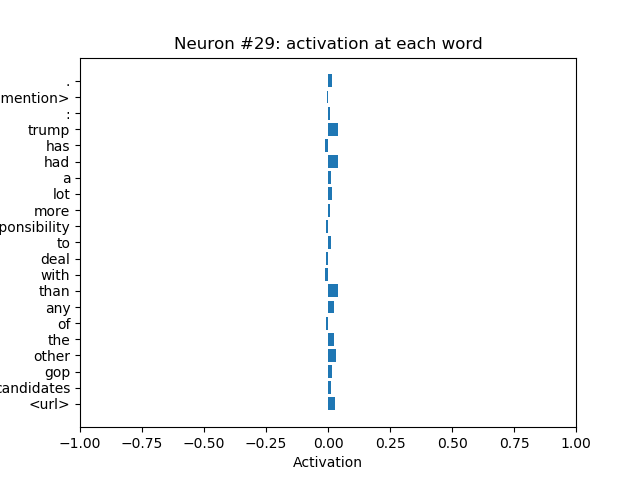 Neuron #29: activation at each word
.
mention>
:
trump
has
had
a
lot
more
ponsibility
to
deal
with
than
any
of
the
other
gop
candidates
<url>
−1.00 −0.75 −0.50 −0.25 0.00 0.25 0.50 0.75 1.00
Activation